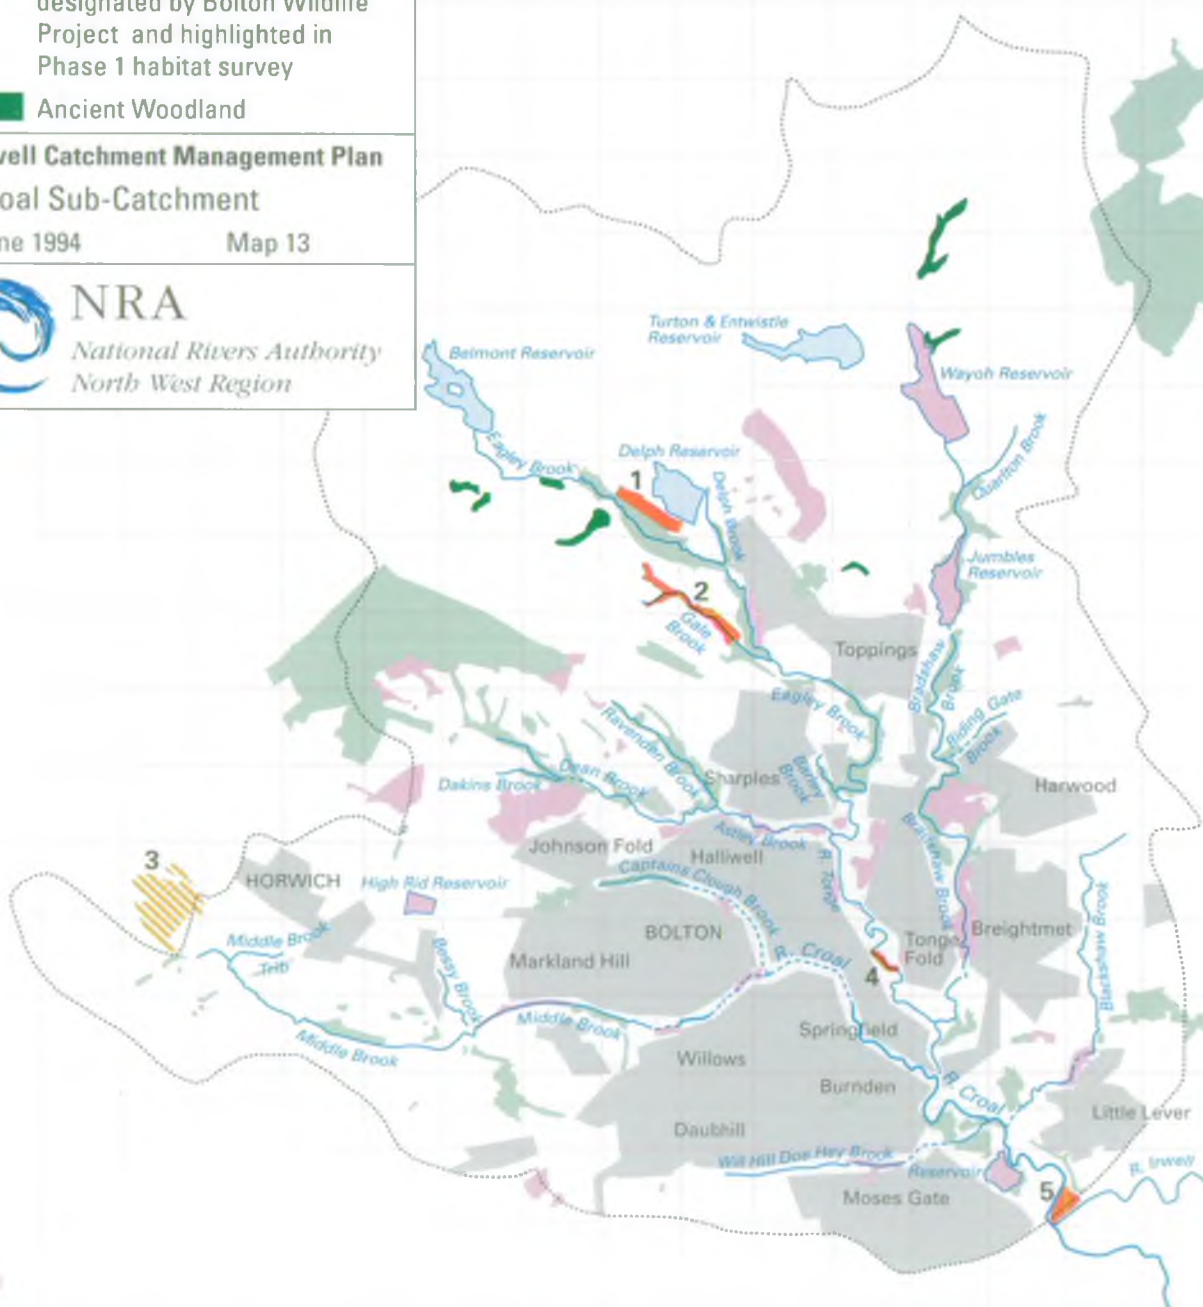 designated by Bolton Wildlife
Project and highlighted in
Phase 1 habitat survey
Ancient Woodland
well Catchment Management Plan
oal Sub-Catchment
ne 1994
Map 13
NRA
National Rivers Authority
North West Region
Turton & Entwistle
Reservoir
Belmont Reservoir
Wayoh Reservoir
Eagley Brook
Delph Reservoir
Quarlton Brook
1
Delph Brook
Jumbles
Reservoir
2
Gale
Brook
Toppings
Bradshaw
Brook
Eagley Brook
Riding Gate
Brook
Ravenden Brook
Dean Brook
Dakins Brook
Sharples
Barley
Brook
Harwood
Astley Brook
Bradshaw Brook
Johnson Fold
Halliwell
R. Tonge
3
HORWICH
High Rid Reservoir
Captains Clough Brook
Blackshaw Brook
BOLTON
Breightmet
Tonge
Fold
Middle Brook
Trib
Bessy Brook
Markland Hill
R. Croal
4
Middle Brook
Middle Brook
Springfield
Willows
Burnden
R. Croal
Little Lever
Daubhill
Will Hill Doe Hey Brook
Reservoir
R. Irwell
Moses Gate
5